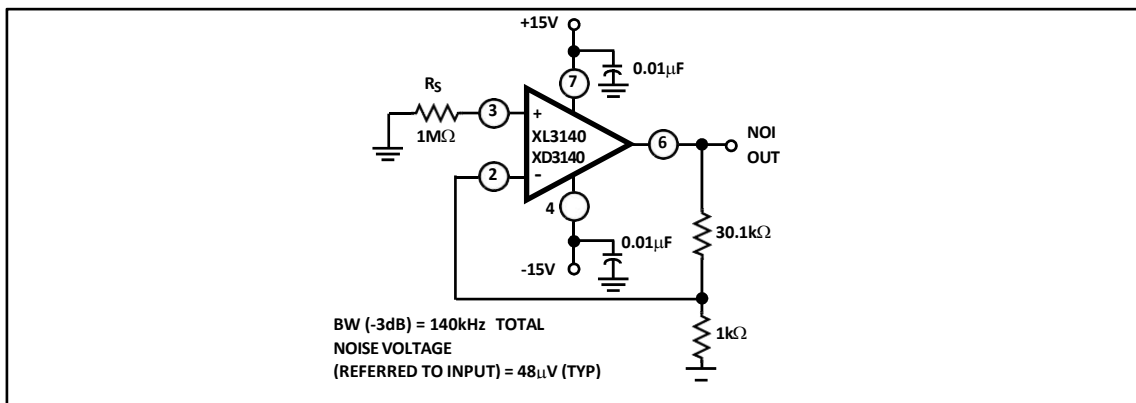 +15V
7
0.01μF
RS
1MΩ
3
+
XL3140
XD3140
2
-
6
NOI
OUT
4
0.01μF
-15V
30.1kΩ
1kΩ
BW (-3dB) = 140kHz TOTAL
NOISE VOLTAGE
(REFERRED TO INPUT) = 48μV (TYP)